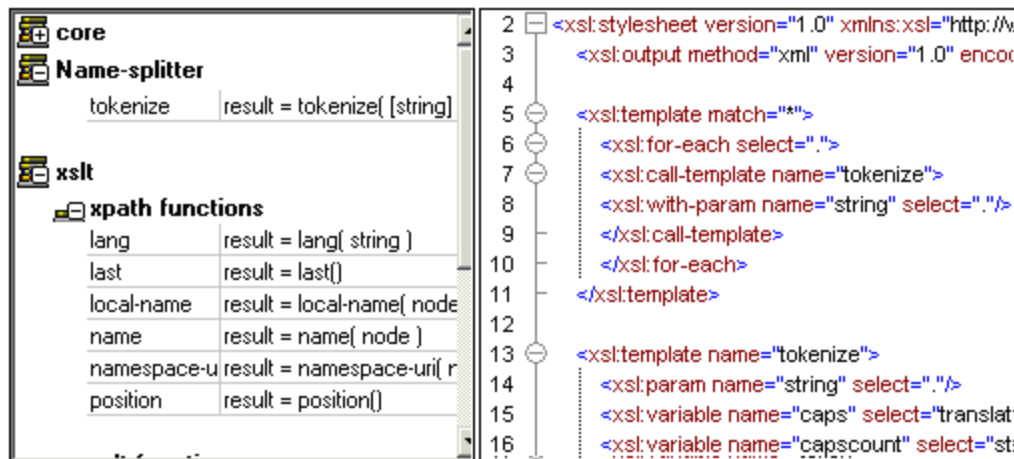 core
Name-splitter
tokenize result = tokenize( [string]
xslt
xpath functions
lang result = lang( string )
last result = last()
local-name result = local-name( node
name result = name( node )
namespace-u result = namespace-uri( r
position result = position()
2 <xsl:stylesheet version="1.0" xmlns:xsl="http://w
3 <xsl:output method="xml" version="1.0" encod
4
5 <xsl:template match="*">
6 <xsl:for-each select=".">
7 <xsl:call-template name="tokenize">
8 <xsl:with-param name="string" select="."/>
9 </xsl:call-template>
10 </xsl:for-each>
11 </xsl:template>
12
13 <xsl:template name="tokenize">
14 <xsl:param name="string" select="."/>
15 <xsl:variable name="caps" select="translat
16 <xsl:variable name="capscount" select="st